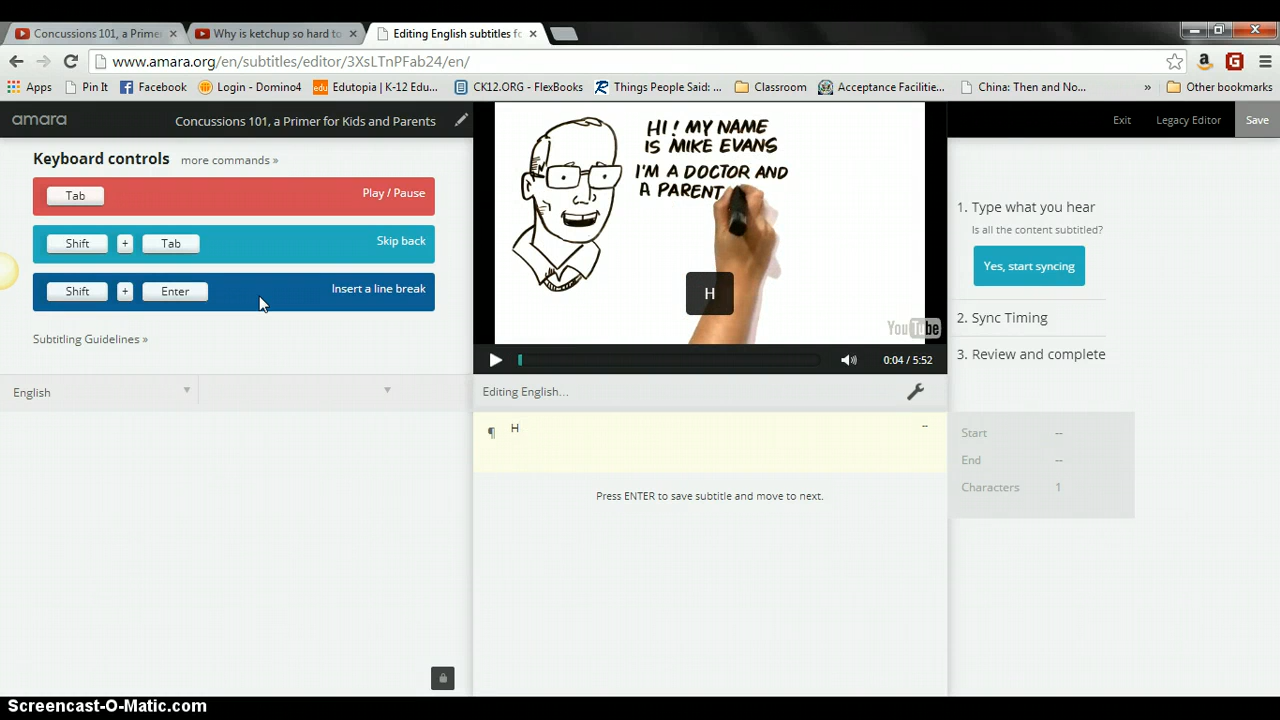 Concussions 101, a Prime
Why is ketchup so hard to
Editing English subtitles fo
www.amara.org/en/subtitles/editor/3XsLTnPFab24/en/
Apps
Pin It
Facebook
Login - Domino4
edu
Edutopia | K-12 Edu...
CK12.ORG - FlexBooks
Things People Said: ...
Classroom
Acceptance Facilitie...
China: Then and No...
»
Other bookmarks
amara
Concussions 101, a Primer for Kids and Parents
Exit
Legacy Editor
Save
Keyboard controls
more commands »
Tab
Play / Pause
Shift + Tab
Skip back
Shift + Enter
Insert a line break
Subtitling Guidelines »
English
HI! MY NAME
IS MIKE EVANS
I'M A DOCTOR AND
A PARENT
H
YouTube
0:04 / 5:52
Editing English...
¶ H --
Press ENTER to save subtitle and move to next.
1. Type what you hear
Is all the content subtitled?
Yes, start syncing
2. Sync Timing
3. Review and complete
Start --
End --
Characters 1
Screencast-O-Matic.com